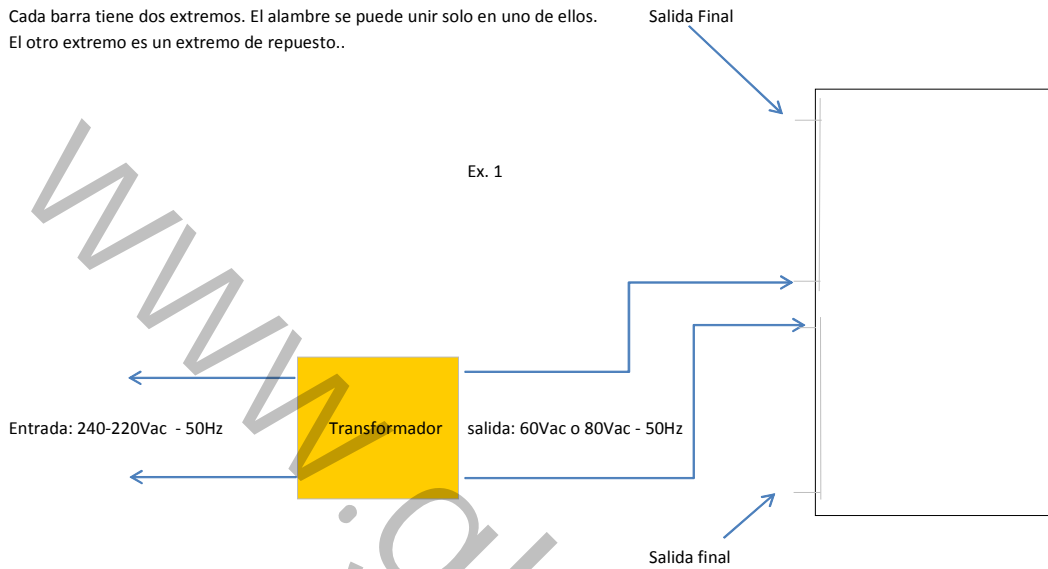 Cada barra tiene dos extremos. El alambre se puede unir solo en uno de ellos.
El otro extremo es un extremo de repuesto..
Salida Final
Ex. 1
Entrada: 240-220Vac - 50Hz
Transformador
salida: 60Vac o 80Vac - 50Hz
Salida final
www.gl